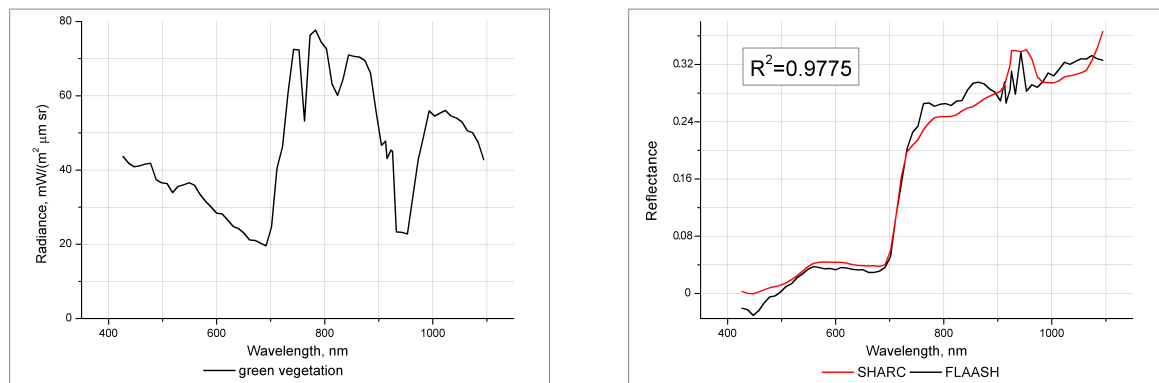 80
60
40
20
0
Radiance, mW/(m² μm sr)
400 600 800 1000
Wavelength, nm
green vegetation
R²=0.9775
0.32
0.24
0.16
0.08
0
Reflectance
400 600 800 1000
Wavelength, nm
SHARC FLAASH